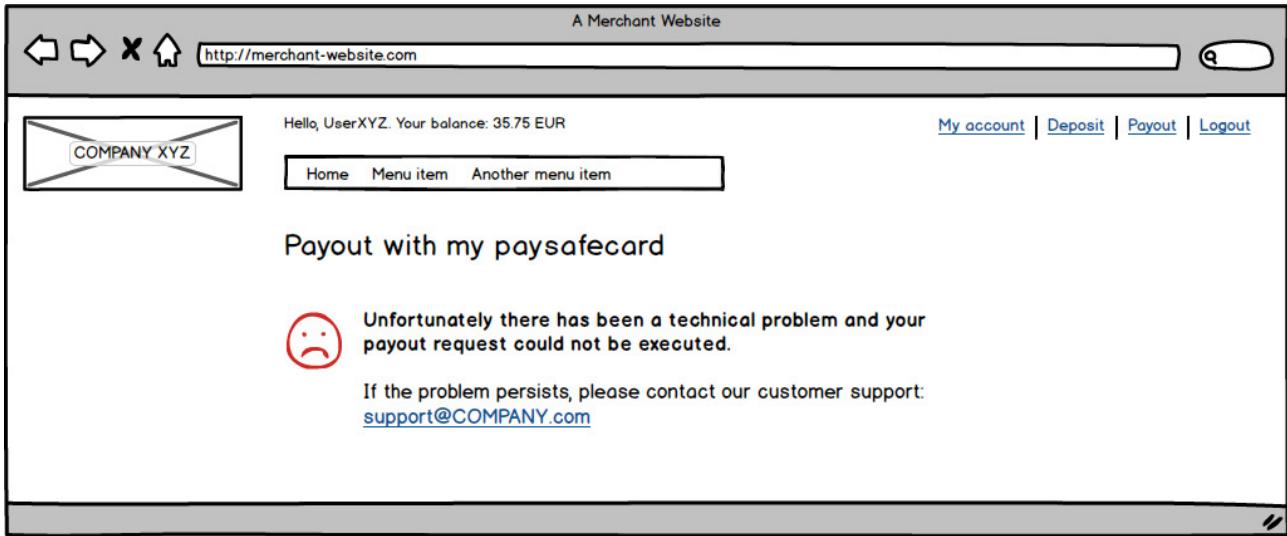 A Merchant Website
http://merchant-website.com
COMPANY XYZ
Hello, UserXYZ. Your balance: 35.75 EUR
My account Deposit Payout Logout
Home Menu item Another menu item
Payout with my paysafecard
Unfortunately there has been a technical problem and your
payout request could not be executed.
If the problem persists, please contact our customer support:
support@COMPANY.com